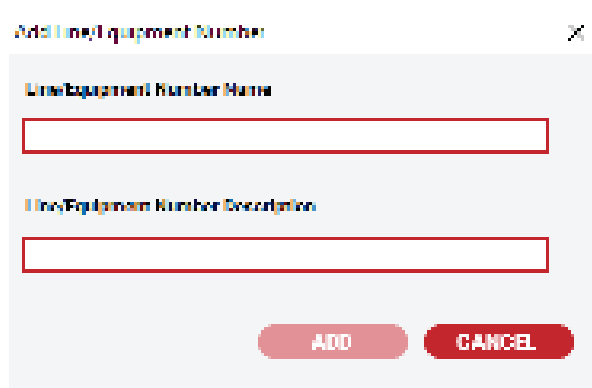 Add Line/Equipment Number
Line/Equipment Number Name
Line/Equipment Number Description
ADD CANCEL